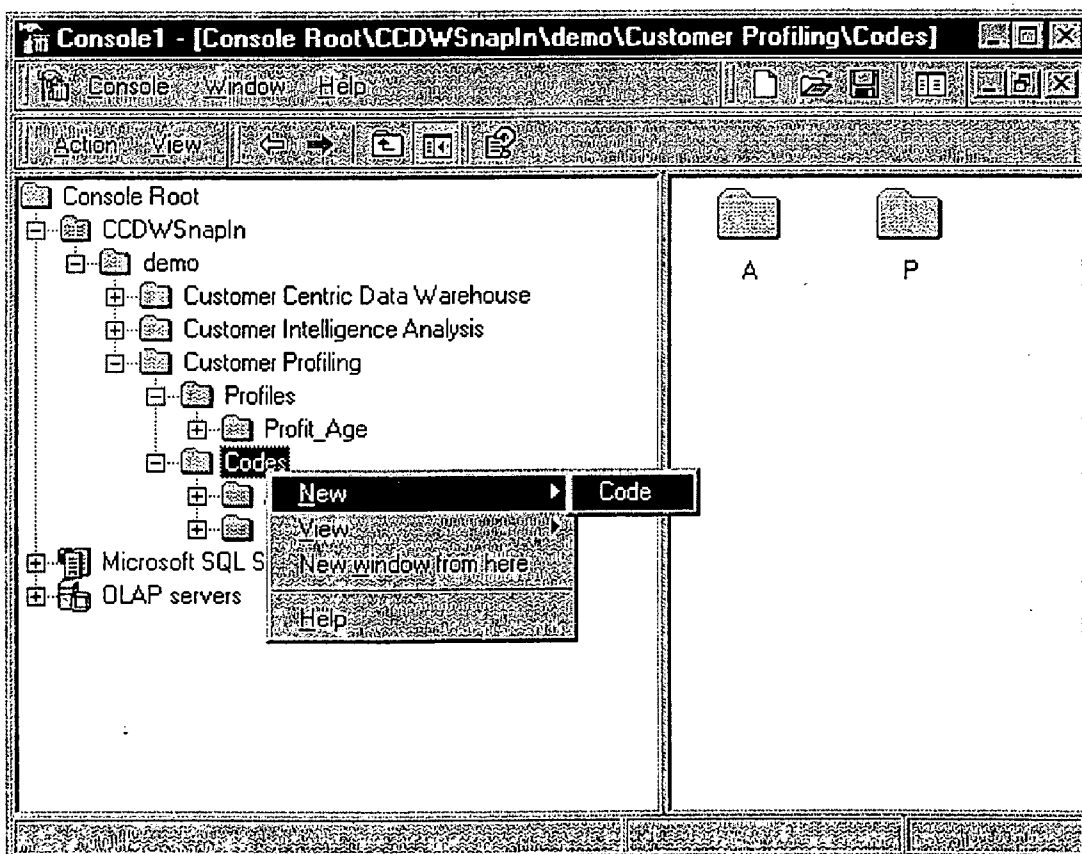 Console1 - [Console Root\CCDWSnapIn\demo\Customer Profiling\Codes]
Console Window Help
Action View
Console Root
CCDWSnapIn
demo
Customer Centric Data Warehouse
Customer Intelligence Analysis
Customer Profiling
Profiles
Profit_Age
Codes
Microsoft SQL S
OLAP servers
New
Code
View
New window from here
Help
A
P